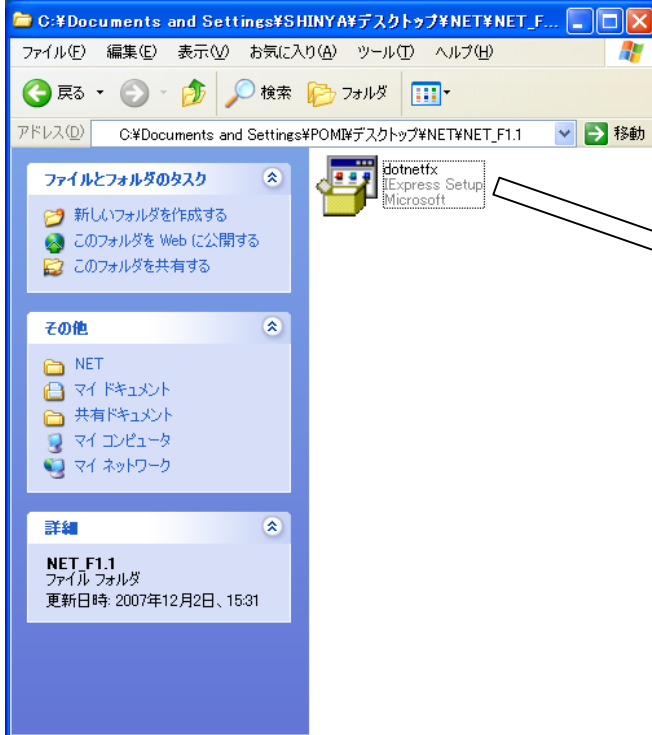 C:¥Documents and Settings¥SHINYA¥デスクトップ¥NET¥NET_F...
ファイル(F) 編集(E) 表示(V) お気に入り(A) ツール(T) ヘルプ(H)
戻る 検索 フォルダ
アドレス(D) C:¥Documents and Settings¥POMI¥デスクトップ¥NET¥NET_F1.1 移動
ファイルとフォルダのタスク
新しいフォルダを作成する
このフォルダを Web に公開する
このフォルダを共有する
その他
NET
マイ ドキュメント
共有ドキュメント
マイ コンピュータ
マイ ネットワーク
詳細
NET_F1.1
ファイル フォルダ
更新日時: 2007年12月2日、15:31
dotnetfx
IExpress Setup
Microsoft